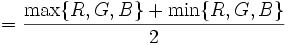 = \frac{\max\{R, G, B\} + \min\{R, G, B\}}{2}